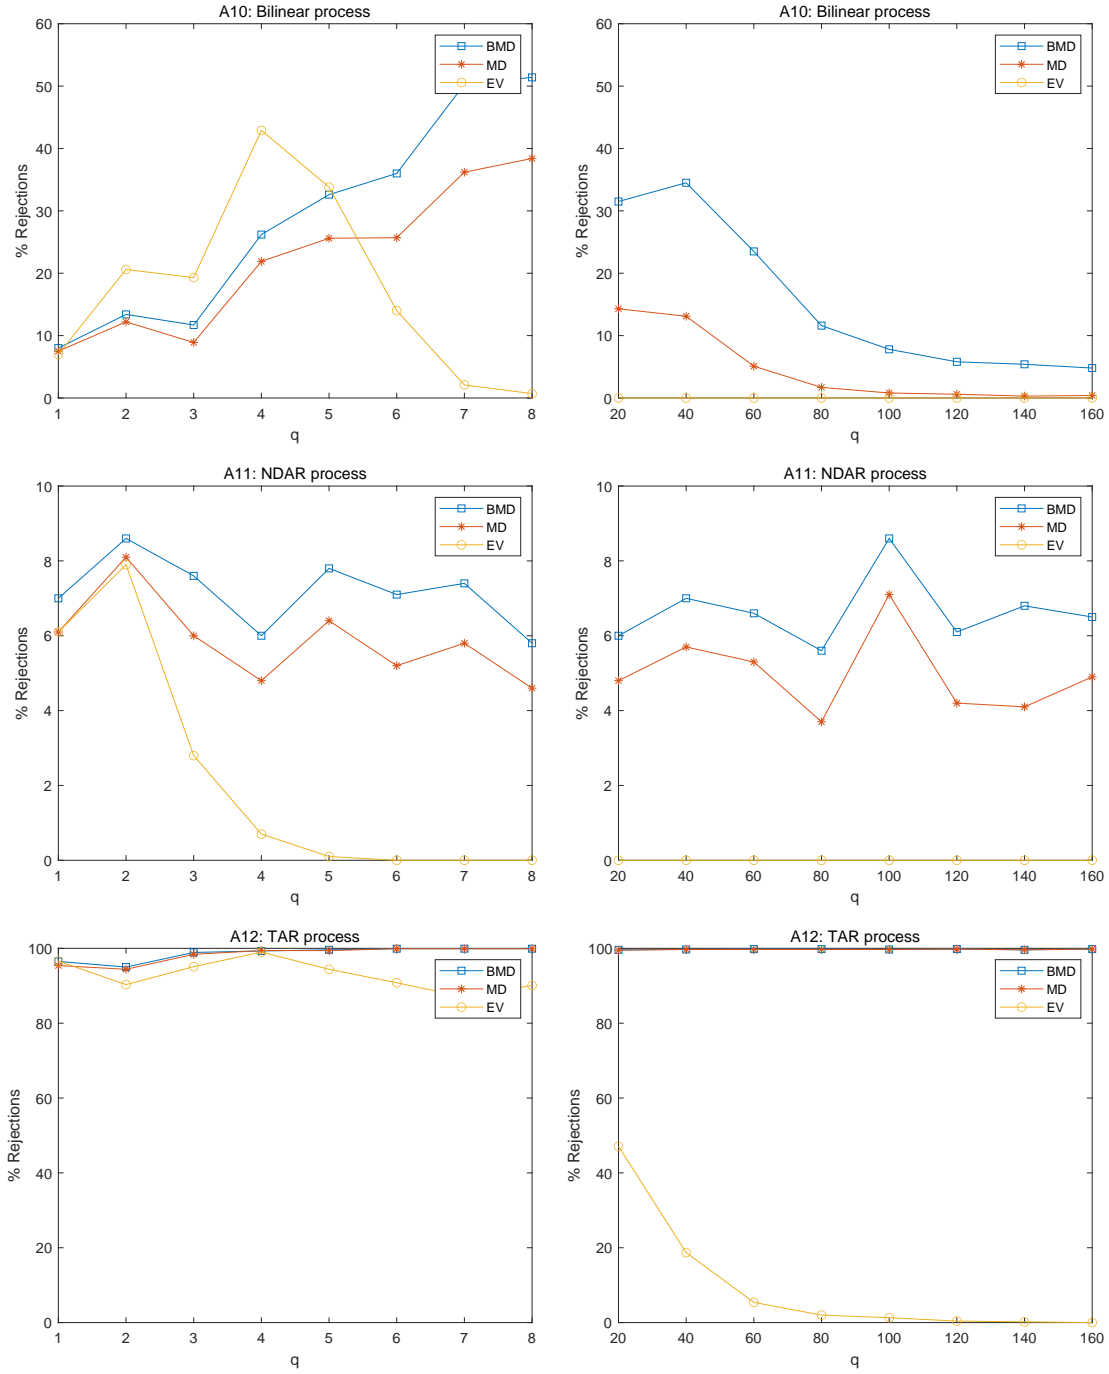 A10: Bilinear process
60
50
40
30
20
10
0
% Rejections
1 2 3 4 5 6 7 8
q
BMD
MD
EV
A10: Bilinear process
60
50
40
30
20
10
0
% Rejections
20 40 60 80 100 120 140 160
q
BMD
MD
EV
A11: NDAR process
10
8
6
4
2
0
% Rejections
1 2 3 4 5 6 7 8
q
BMD
MD
EV
A11: NDAR process
10
8
6
4
2
0
% Rejections
20 40 60 80 100 120 140 160
q
BMD
MD
EV
A12: TAR process
100
80
60
40
20
0
% Rejections
1 2 3 4 5 6 7 8
q
BMD
MD
EV
A12: TAR process
100
80
60
40
20
0
% Rejections
20 40 60 80 100 120 140 160
q
BMD
MD
EV